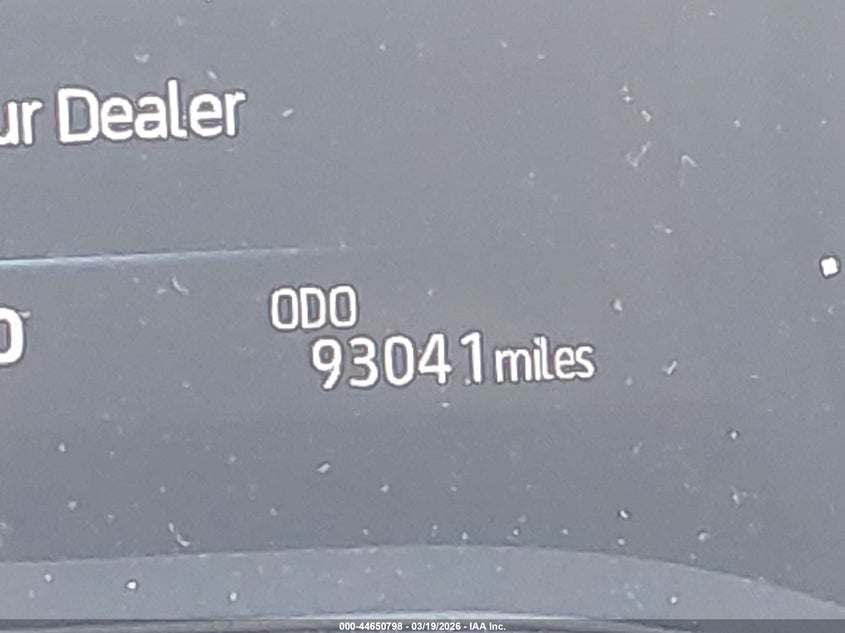 ur Dealer
ODO
93041 miles
000-44650798 - 03/19/2026 - IAA Inc.